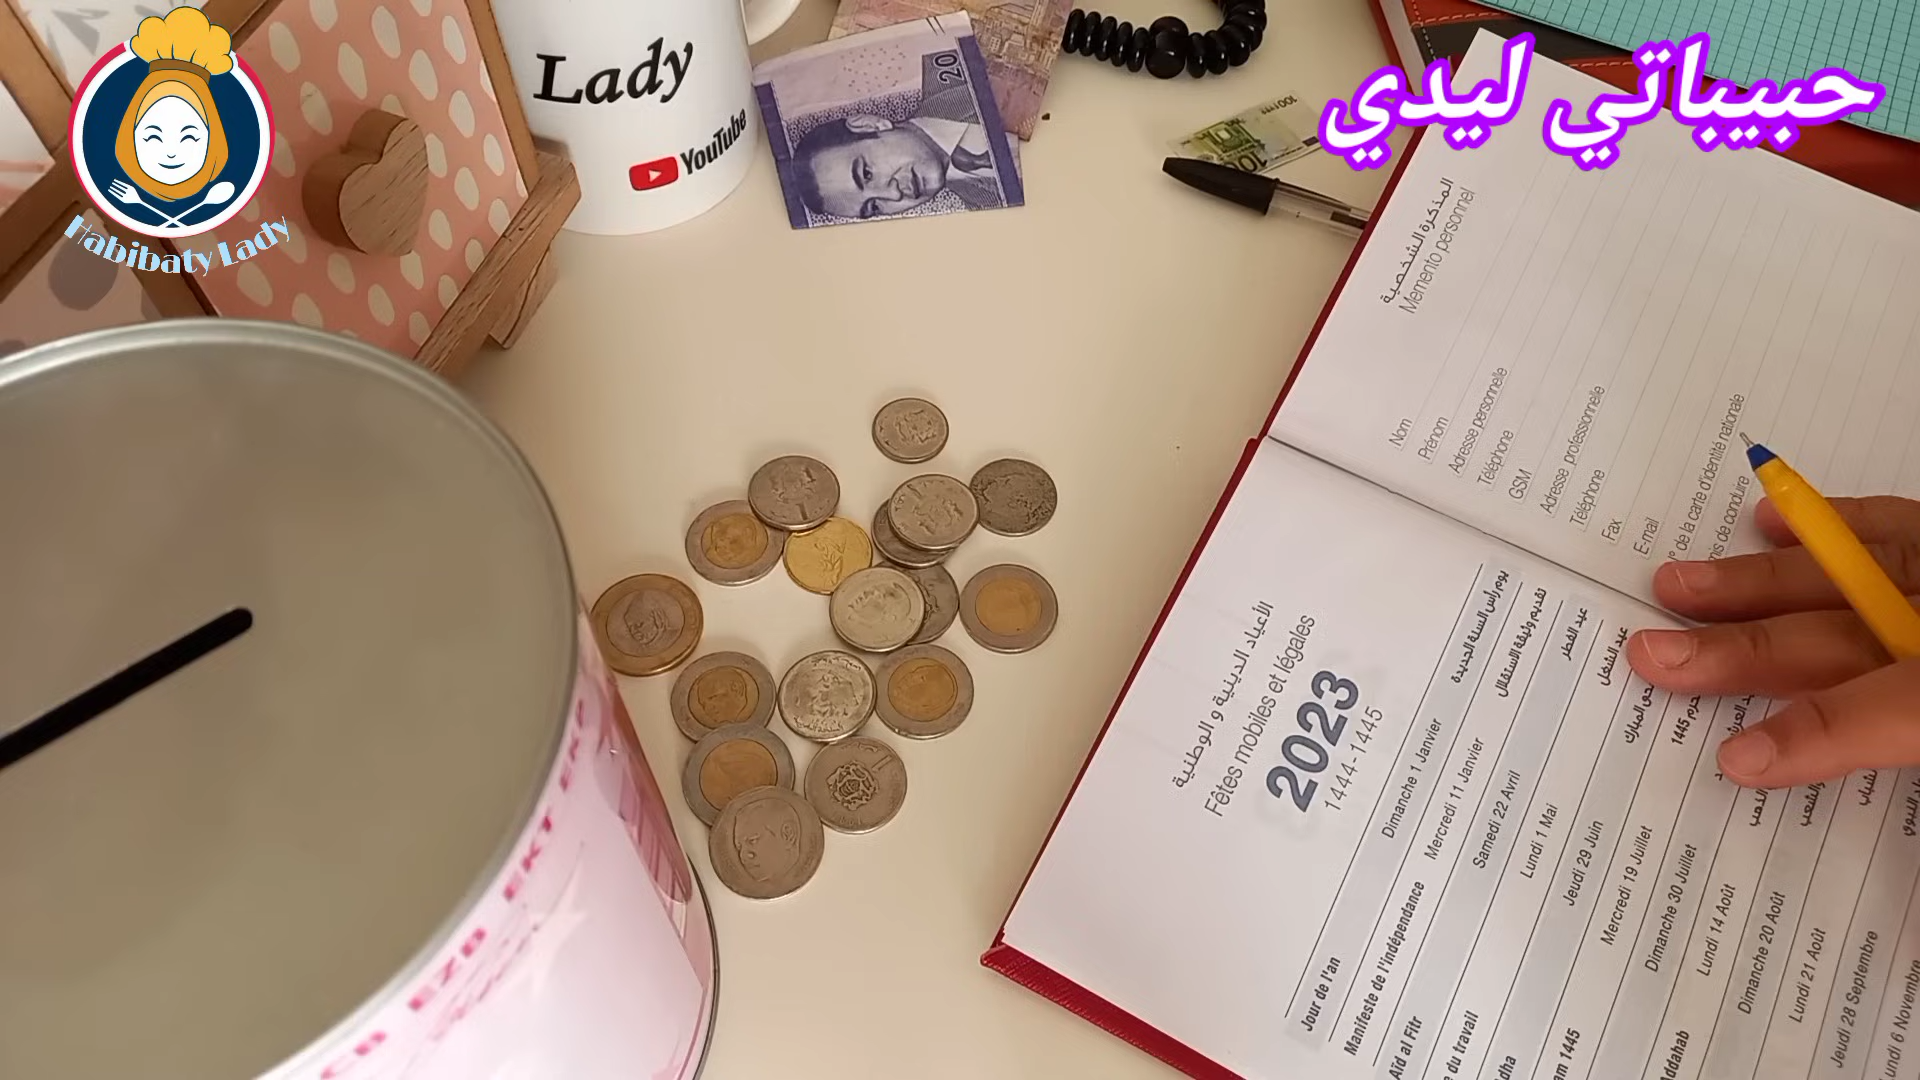 حبيباتي ليدي
Habibaty Lady
Lady
YouTube
20
100
المذكرة الشخصية
Memento personnel
Nom
Prénom
Adresse personnelle
Téléphone
GSM
Adresse professionnelle
Téléphone
Fax
E-mail
de la carte d'identité nationale
de conduire
الأعياد الدينية و الوطنية
Fêtes mobiles et légales
2023
1444-1445
Jour de l'an Dimanche 1 Janvier يوم رأس السنة الجديدة
Manifeste de l'indépendance Mercredi 11 Janvier تقديم وثيقة الاستقلال
Aid al Fitr Samedi 22 Avril عيد الفطر
du travail Lundi 1 Mai عيد الشغل
Jeudi 29 Juin المبارك
1445 Mercredi 19 Juillet 1445
Dimanche 30 Juillet
Lundi 14 Août
Dimanche 20 Août
Lundi 21 Août
Jeudi 28 Septembre
6 Novembre